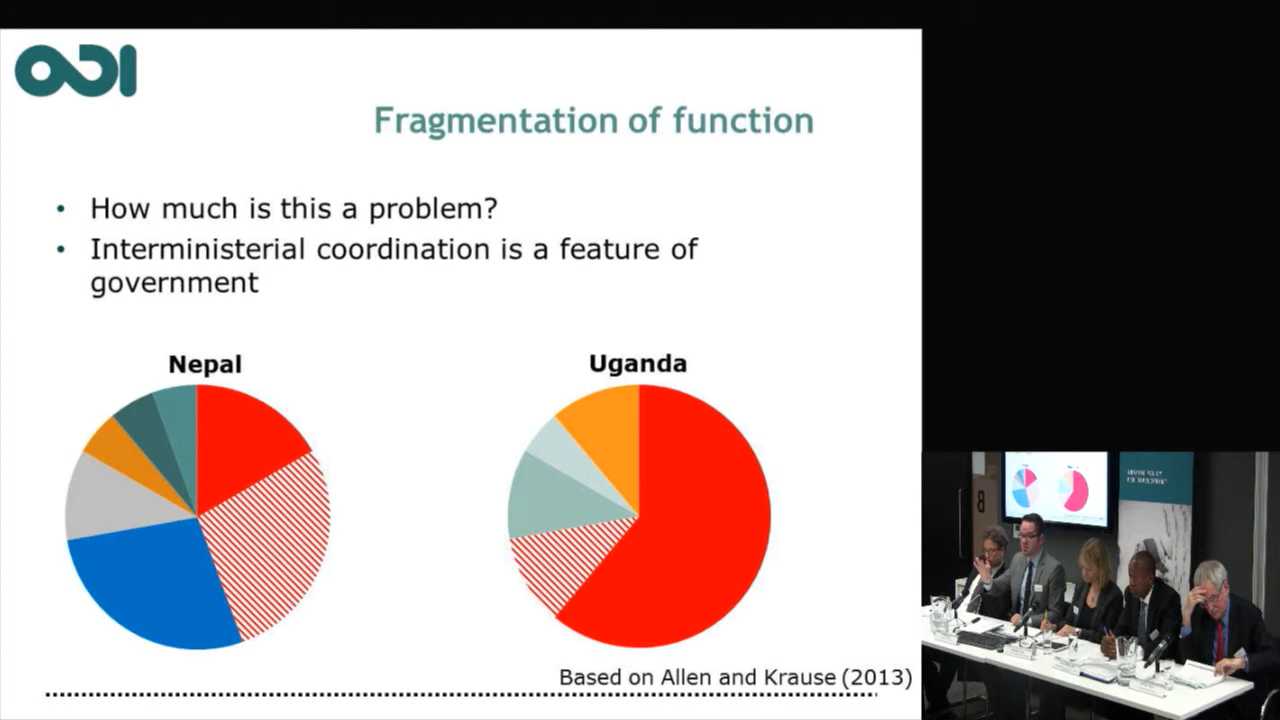 ODI
Fragmentation of function
• How much is this a problem?
• Interministerial coordination is a feature of
government
Nepal
Uganda
Based on Allen and Krause (2013)